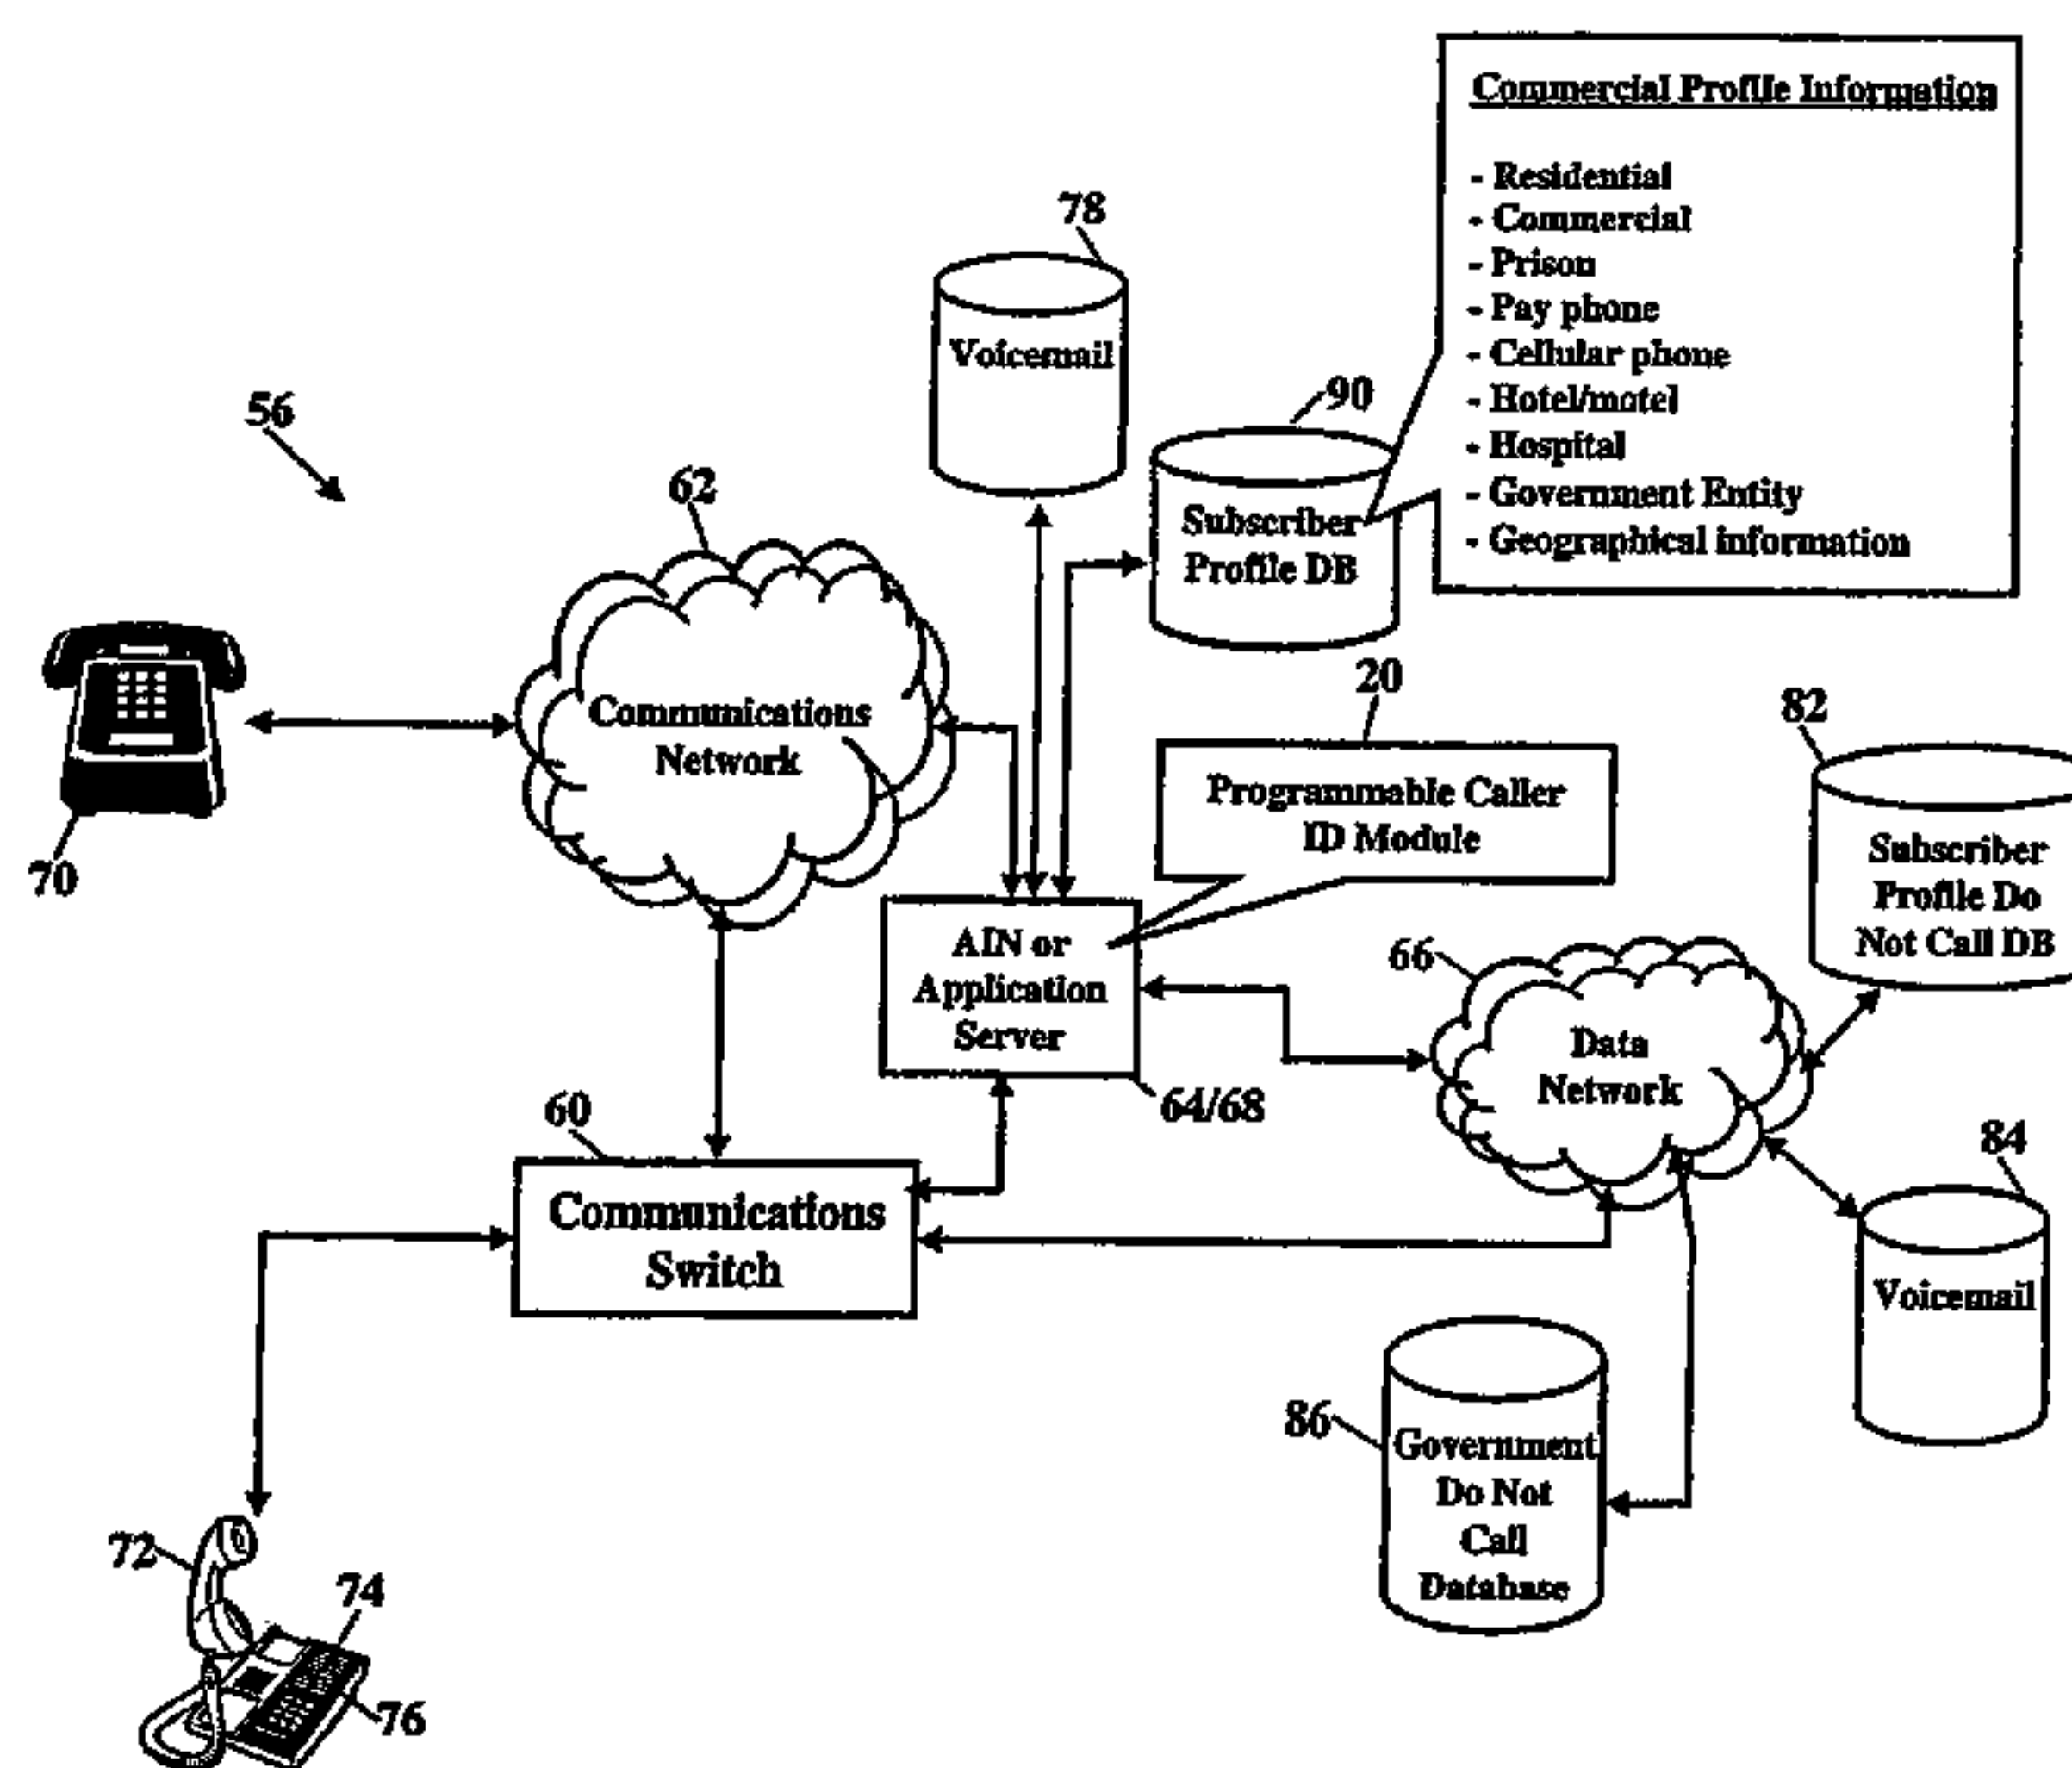 Commercial Profile Information
- Residential
- Commercial
- Prison
- Pay phone
- Cellular phone
- Hotel/motel
- Hospital
- Government Entity
- Geographical information
78
Voicemail
90
Subscriber
Profile DB
56
62
Communications
Network
70
20
Programmable Caller
ID Module
82
Subscriber
Profile Do
Not Call DB
AIN or
Application
Server
64/68
66
Data
Network
60
Communications
Switch
84
Voicemail
86
Government
Do Not
Call
Database
72
74
76